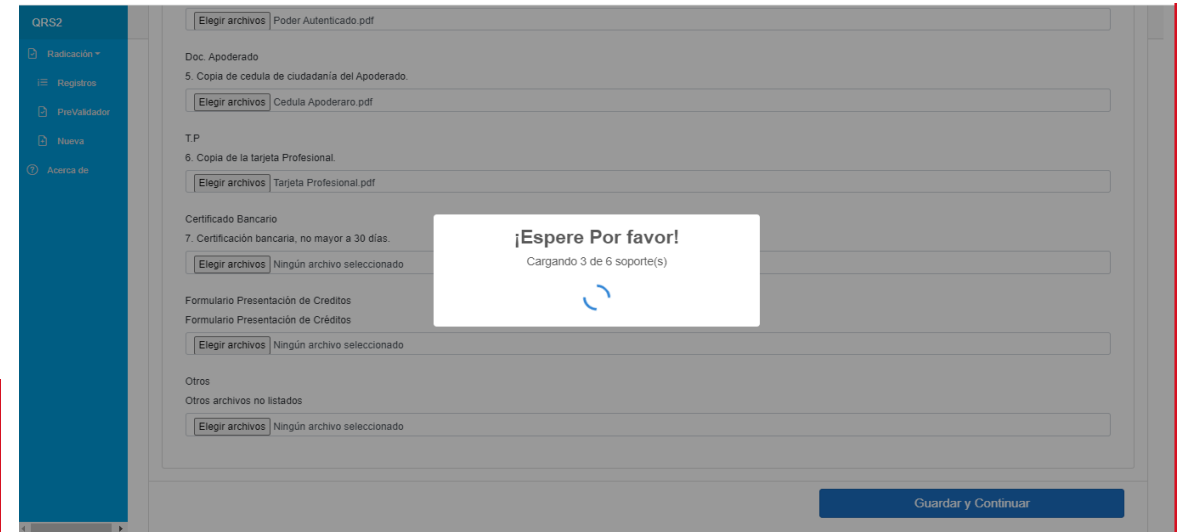 QRS2
Radicación
Registros
PreValidador
Nueva
Acerca de
Elegir archivos Poder Autenticado.pdf
Doc. Apoderado
5. Copia de cedula de ciudadanía del Apoderado.
Elegir archivos Cedula Apoderaro.pdf
T.P
6. Copia de la tarjeta Profesional.
Elegir archivos Tarjeta Profesional.pdf
Certificado Bancario
7. Certificación bancaria, no mayor a 30 días.
Elegir archivos Ningún archivo seleccionado
¡Espere Por favor!
Cargando 3 de 6 soporte(s)
Formulario Presentación de Creditos
Formulario Presentación de Créditos
Elegir archivos Ningún archivo seleccionado
Otros
Otros archivos no listados
Elegir archivos Ningún archivo seleccionado
Guardar y Continuar